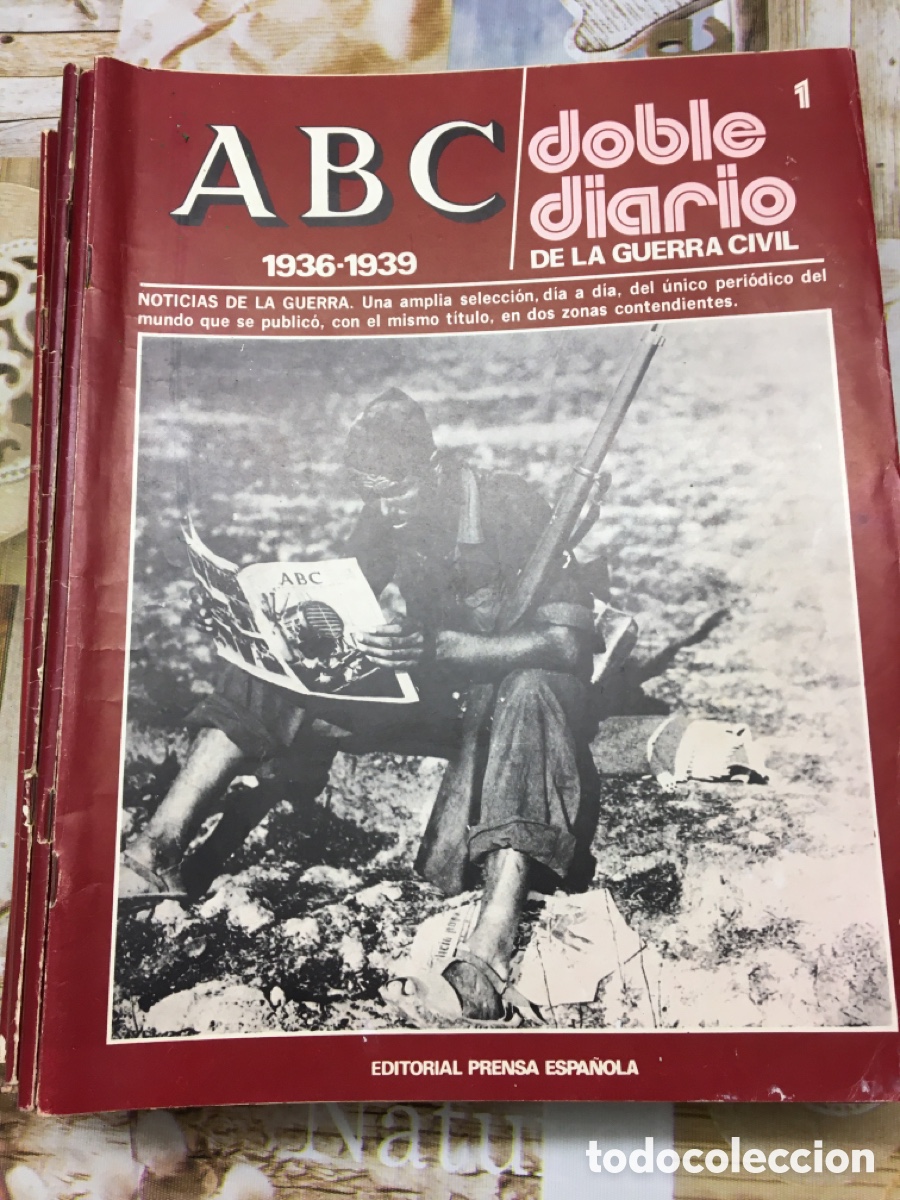 ABC
1936-1939
doble
diario
DE LA GUERRA CIVIL
1
NOTICIAS DE LA GUERRA. Una amplia selección, día a día, del único periódico del
mundo que se publicó, con el mismo título, en dos zonas contendientes.
ABC
EDITORIAL PRENSA ESPAÑOLA
Natu
todocoleccion